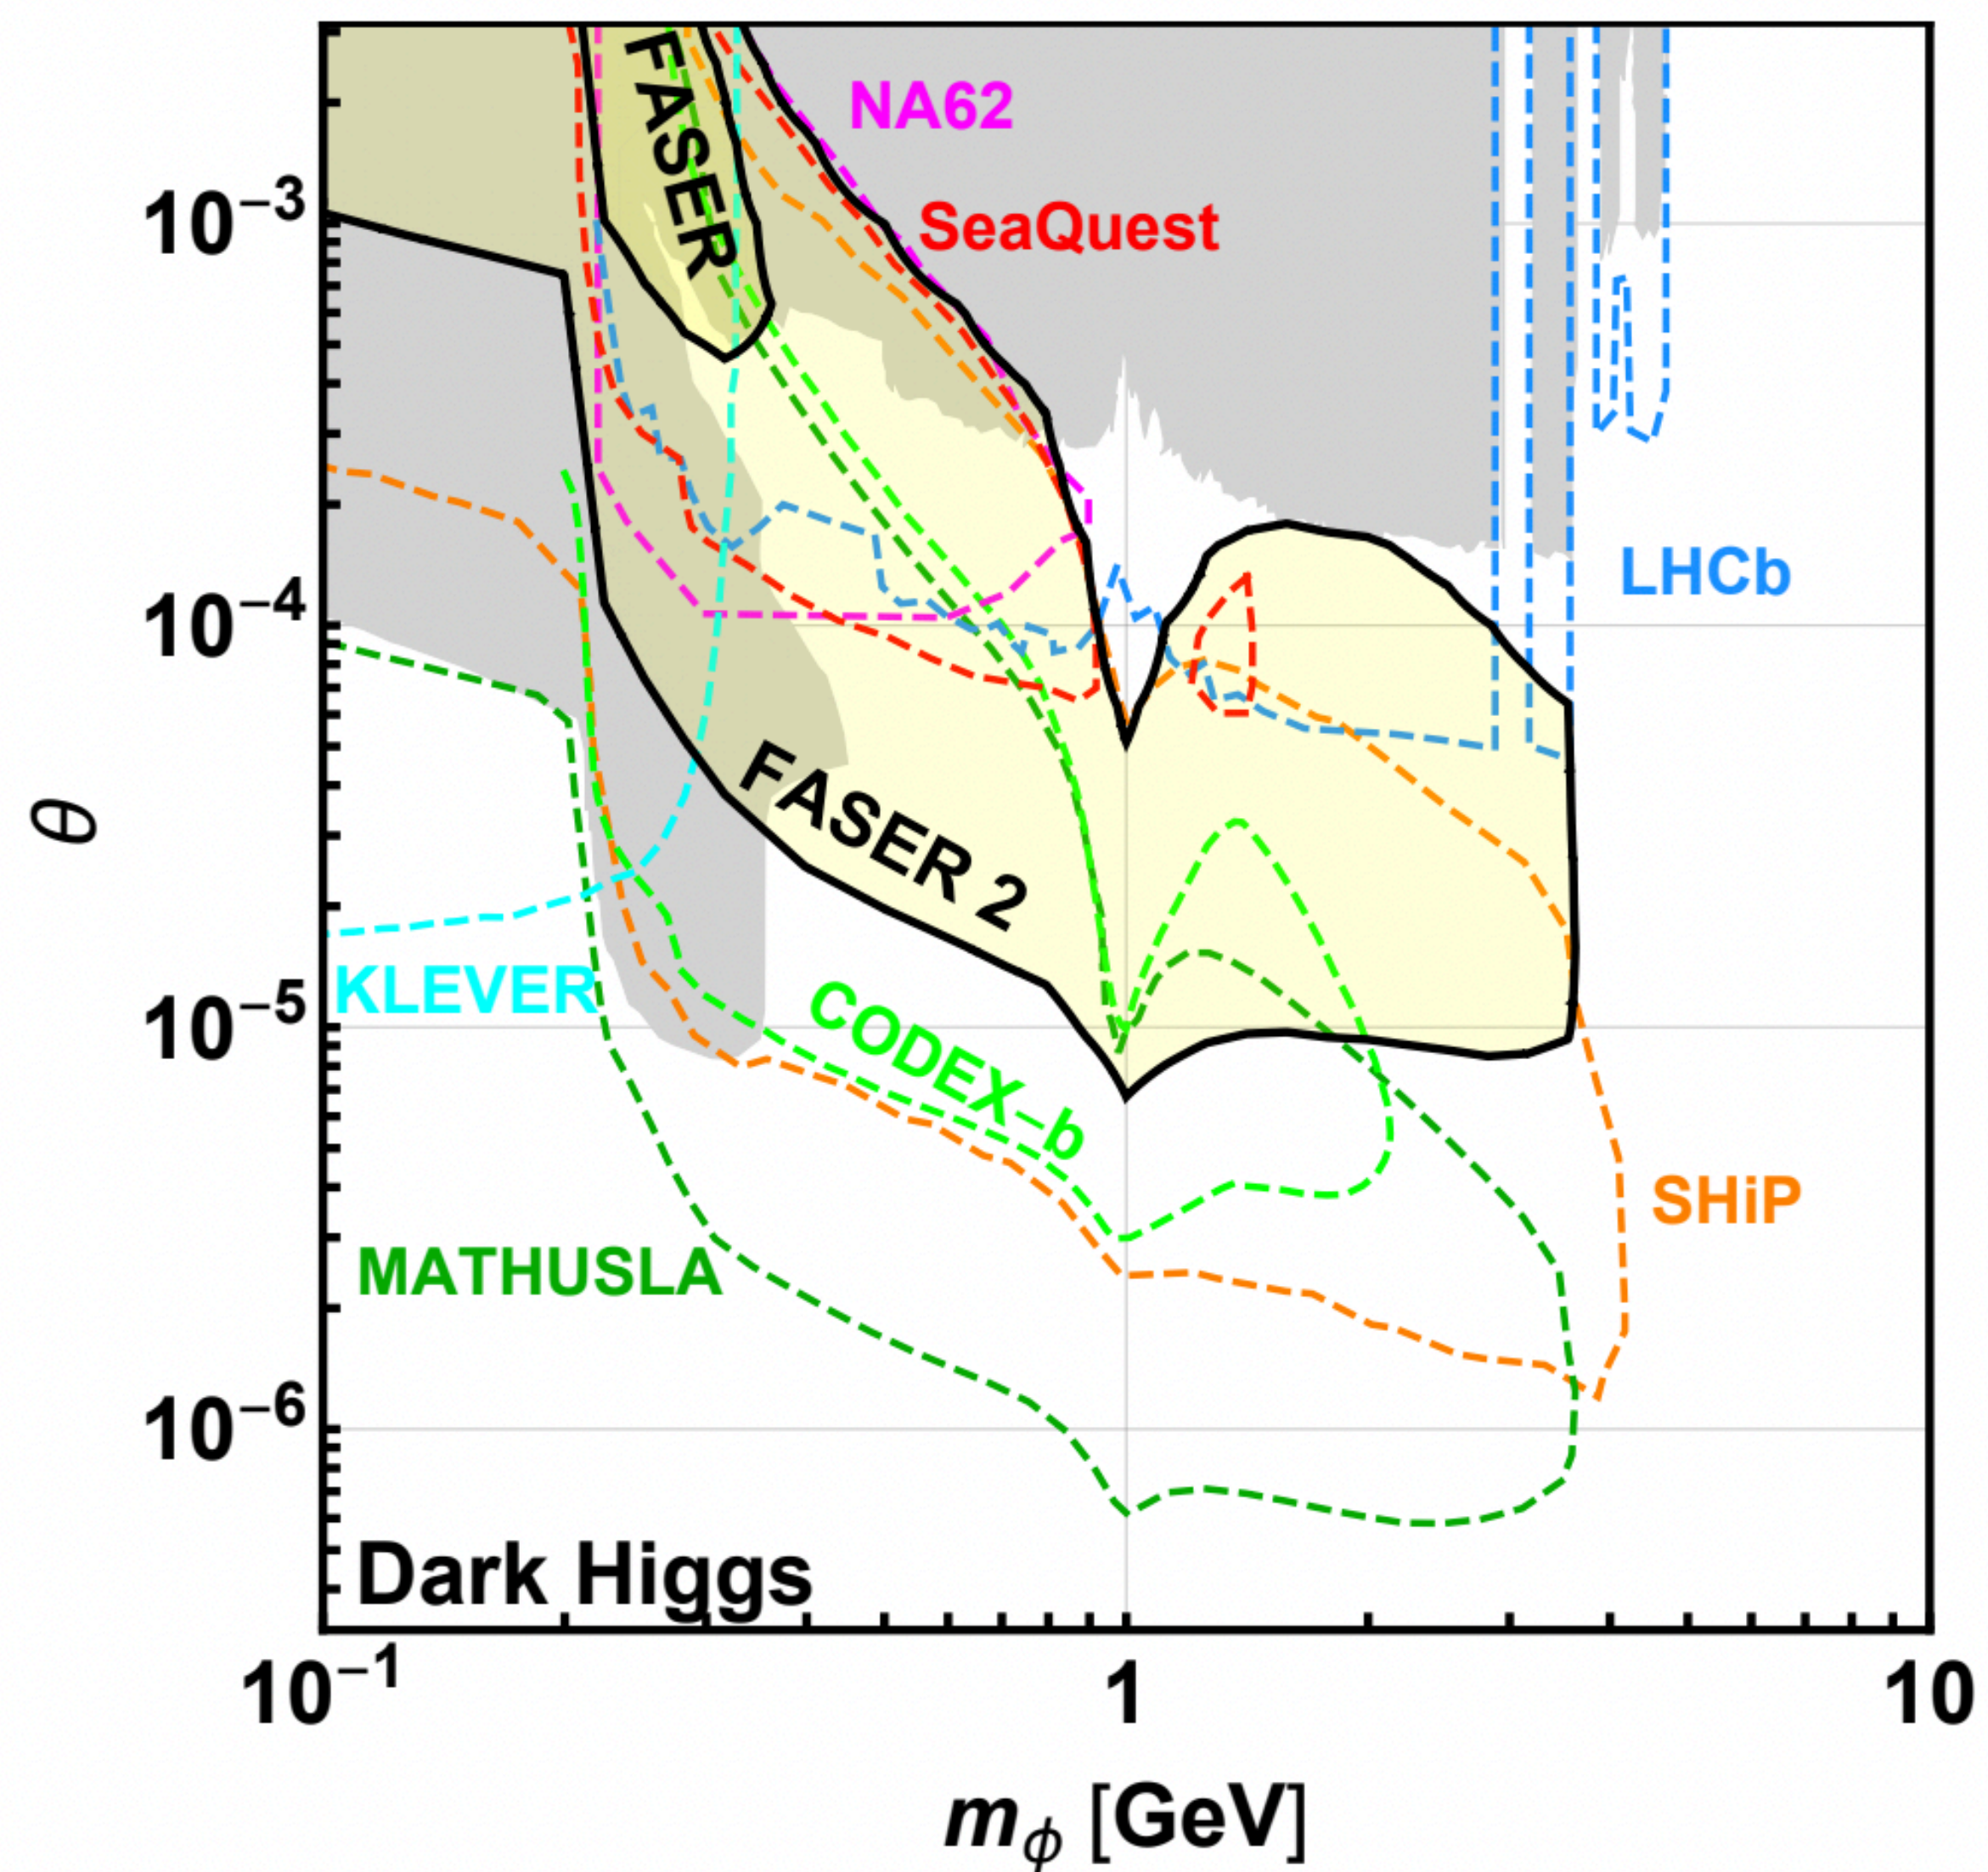 FASER
NA62
SeaQuest
10⁻³
LHCb
10⁻⁴
θ
FASER 2
KLEVER
10⁻⁵
CODEX-b
SHiP
MATHUSLA
10⁻⁶
Dark Higgs
10⁻¹ 1 10
m_ϕ [GeV]